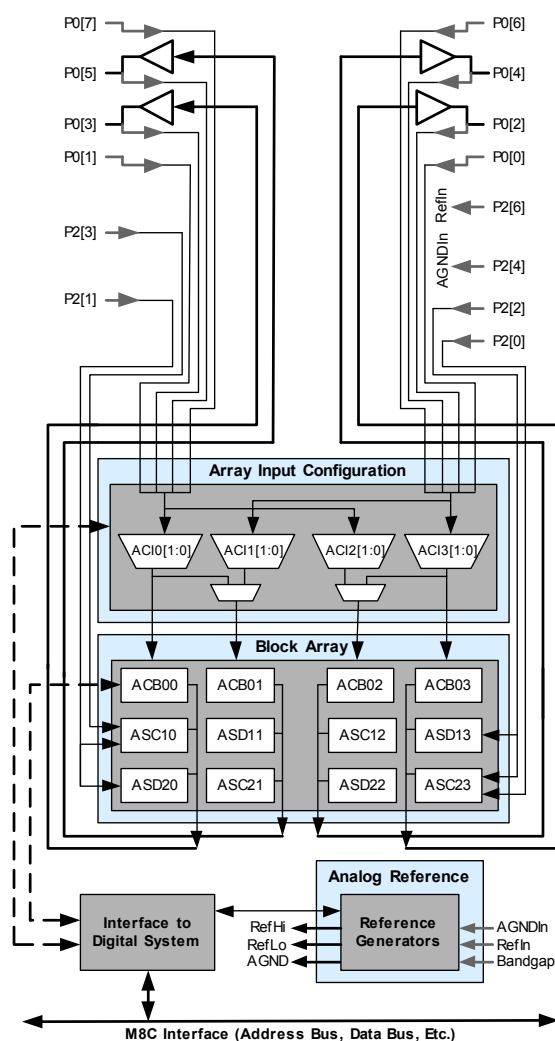 P0[7]
P0[6]
P0[5]
P0[4]
P0[3]
P0[2]
P0[1]
P0[0]
P2[6]
RefIn
AGNDIn
P2[3]
P2[4]
P2[1]
P2[2]
P2[0]
Array Input Configuration
ACI0[1:0] ACI1[1:0] ACI2[1:0] ACI3[1:0]
Block Array
ACB00 ACB01 ACB02 ACB03
ASC10 ASD11 ASC12 ASD13
ASD20 ASC21 ASD22 ASC23
Analog Reference
Interface to
Digital System
RefHi
RefLo
AGND
Reference
Generators
AGNDIn
RefIn
Bandgap
M8C Interface (Address Bus, Data Bus, Etc.)